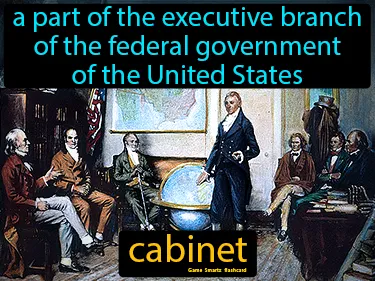 a part of the executive branch
of the federal government
of the United States
cabinet
Game Smartz flashcard